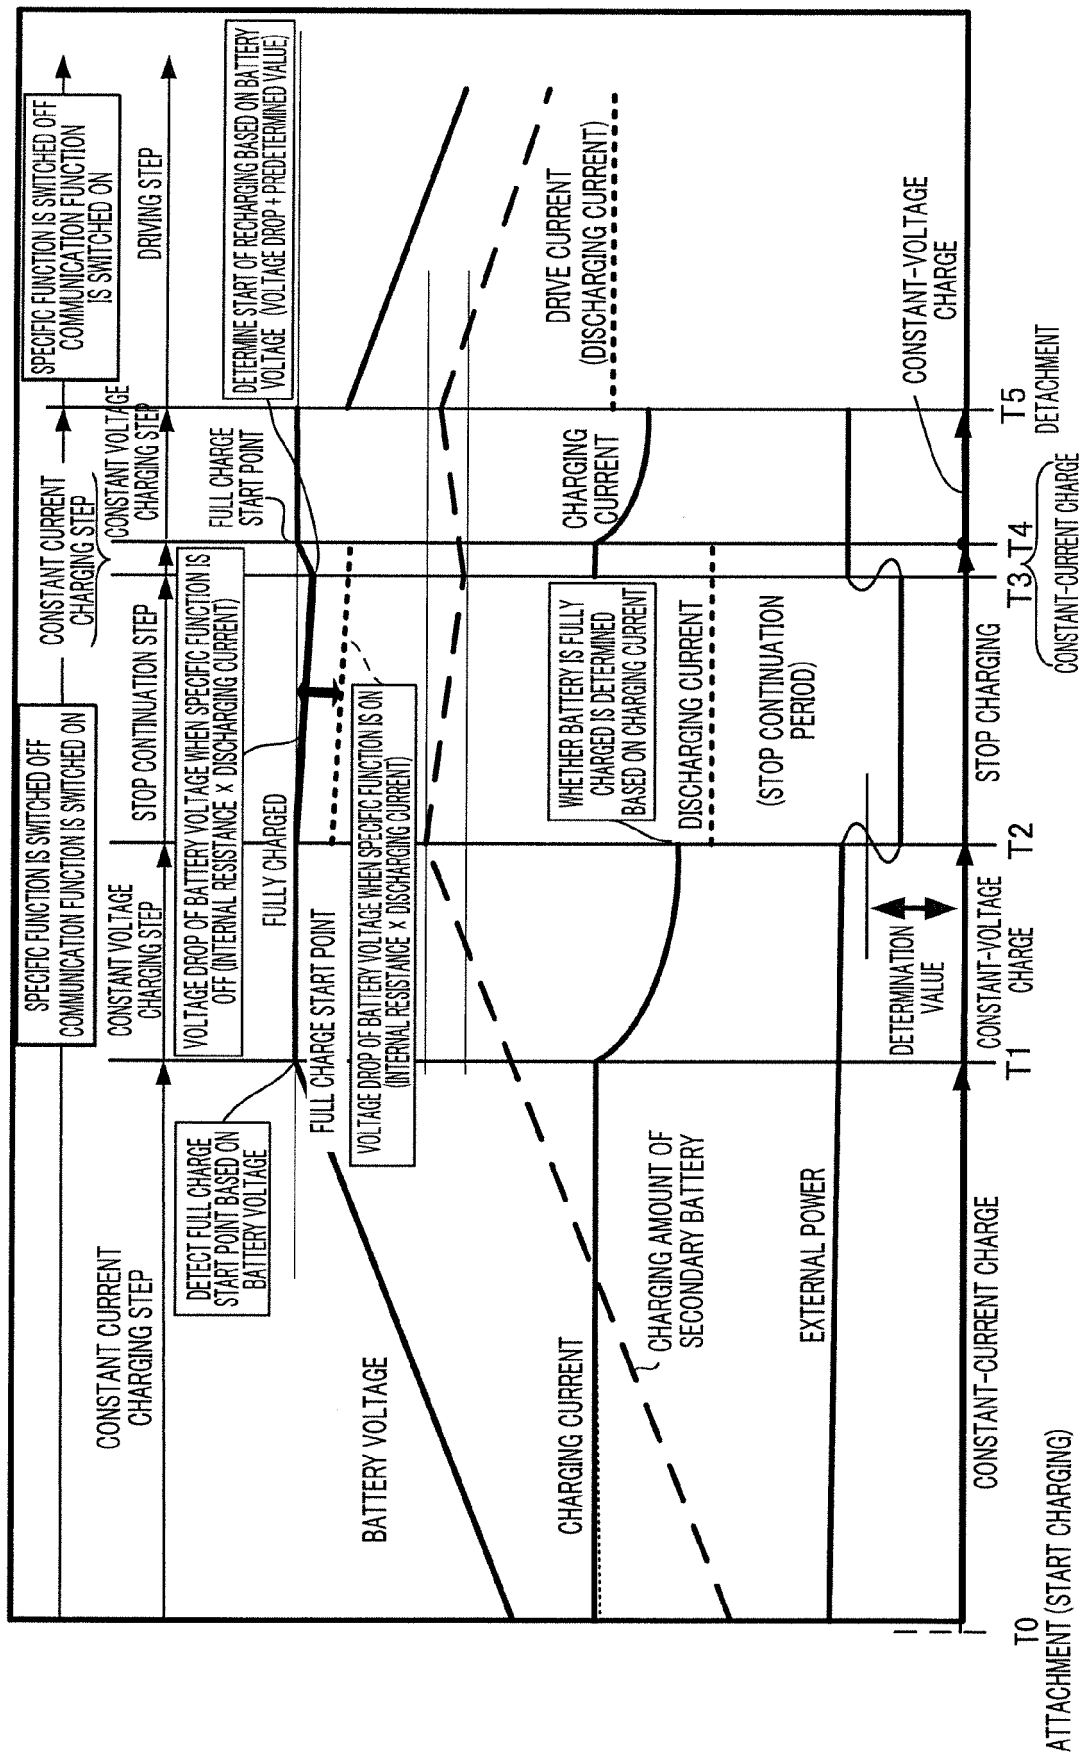 SPECIFIC FUNCTION IS SWITCHED OFF
COMMUNICATION FUNCTION IS SWITCHED ON
SPECIFIC FUNCTION IS SWITCHED OFF
COMMUNICATION FUNCTION
IS SWITCHED ON
CONSTANT CURRENT
CHARGING STEP
CONSTANT VOLTAGE
CHARGING STEP
STOP CONTINUATION STEP
CONSTANT CURRENT
CHARGING STEP
CONSTANT VOLTAGE
CHARGING STEP
DRIVING STEP
DETECT FULL CHARGE
START POINT BASED ON
BATTERY VOLTAGE
VOLTAGE DROP OF BATTERY VOLTAGE WHEN SPECIFIC FUNCTION IS
OFF (INTERNAL RESISTANCE X DISCHARGING CURRENT)
FULL CHARGE
START POINT
DETERMINE START OF RECHARGING BASED ON BATTERY
VOLTAGE (VOLTAGE DROP + PREDETERMINED VALUE)
FULLY CHARGED
FULL CHARGE START POINT
VOLTAGE DROP OF BATTERY VOLTAGE WHEN SPECIFIC FUNCTION IS ON
(INTERNAL RESISTANCE X DISCHARGING CURRENT)
BATTERY VOLTAGE
CHARGING CURRENT
WHETHER BATTERY IS FULLY
CHARGED IS DETERMINED
BASED ON CHARGING CURRENT
CHARGING
CURRENT
DRIVE CURRENT
(DISCHARGING CURRENT)
CHARGING AMOUNT OF
SECONDARY BATTERY
DISCHARGING CURRENT
(STOP CONTINUATION
PERIOD)
EXTERNAL POWER
DETERMINATION
VALUE
CONSTANT-VOLTAGE
CHARGE
CONSTANT-CURRENT CHARGE
CONSTANT-VOLTAGE
CHARGE
STOP CHARGING
T0
T1
T2
T3
T4
T5
ATTACHMENT (START CHARGING)
CONSTANT-CURRENT CHARGE
DETACHMENT